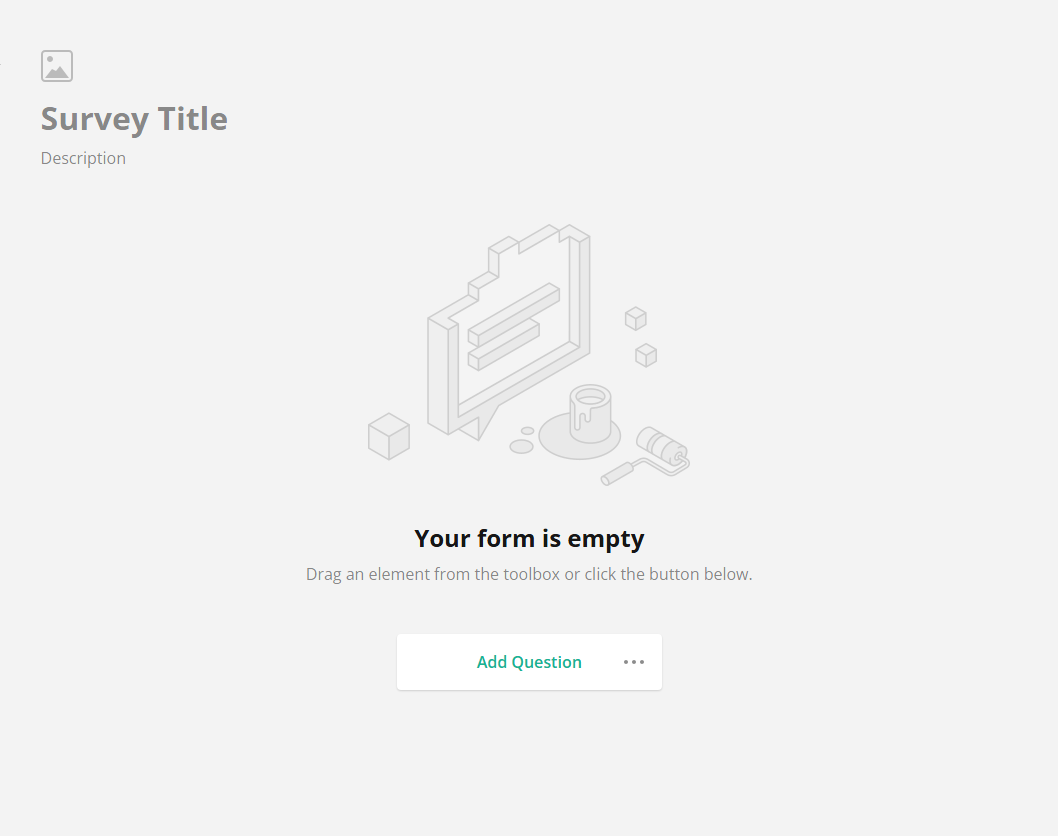 Survey Title
Description
Your form is empty
Drag an element from the toolbox or click the button below.
Add Question